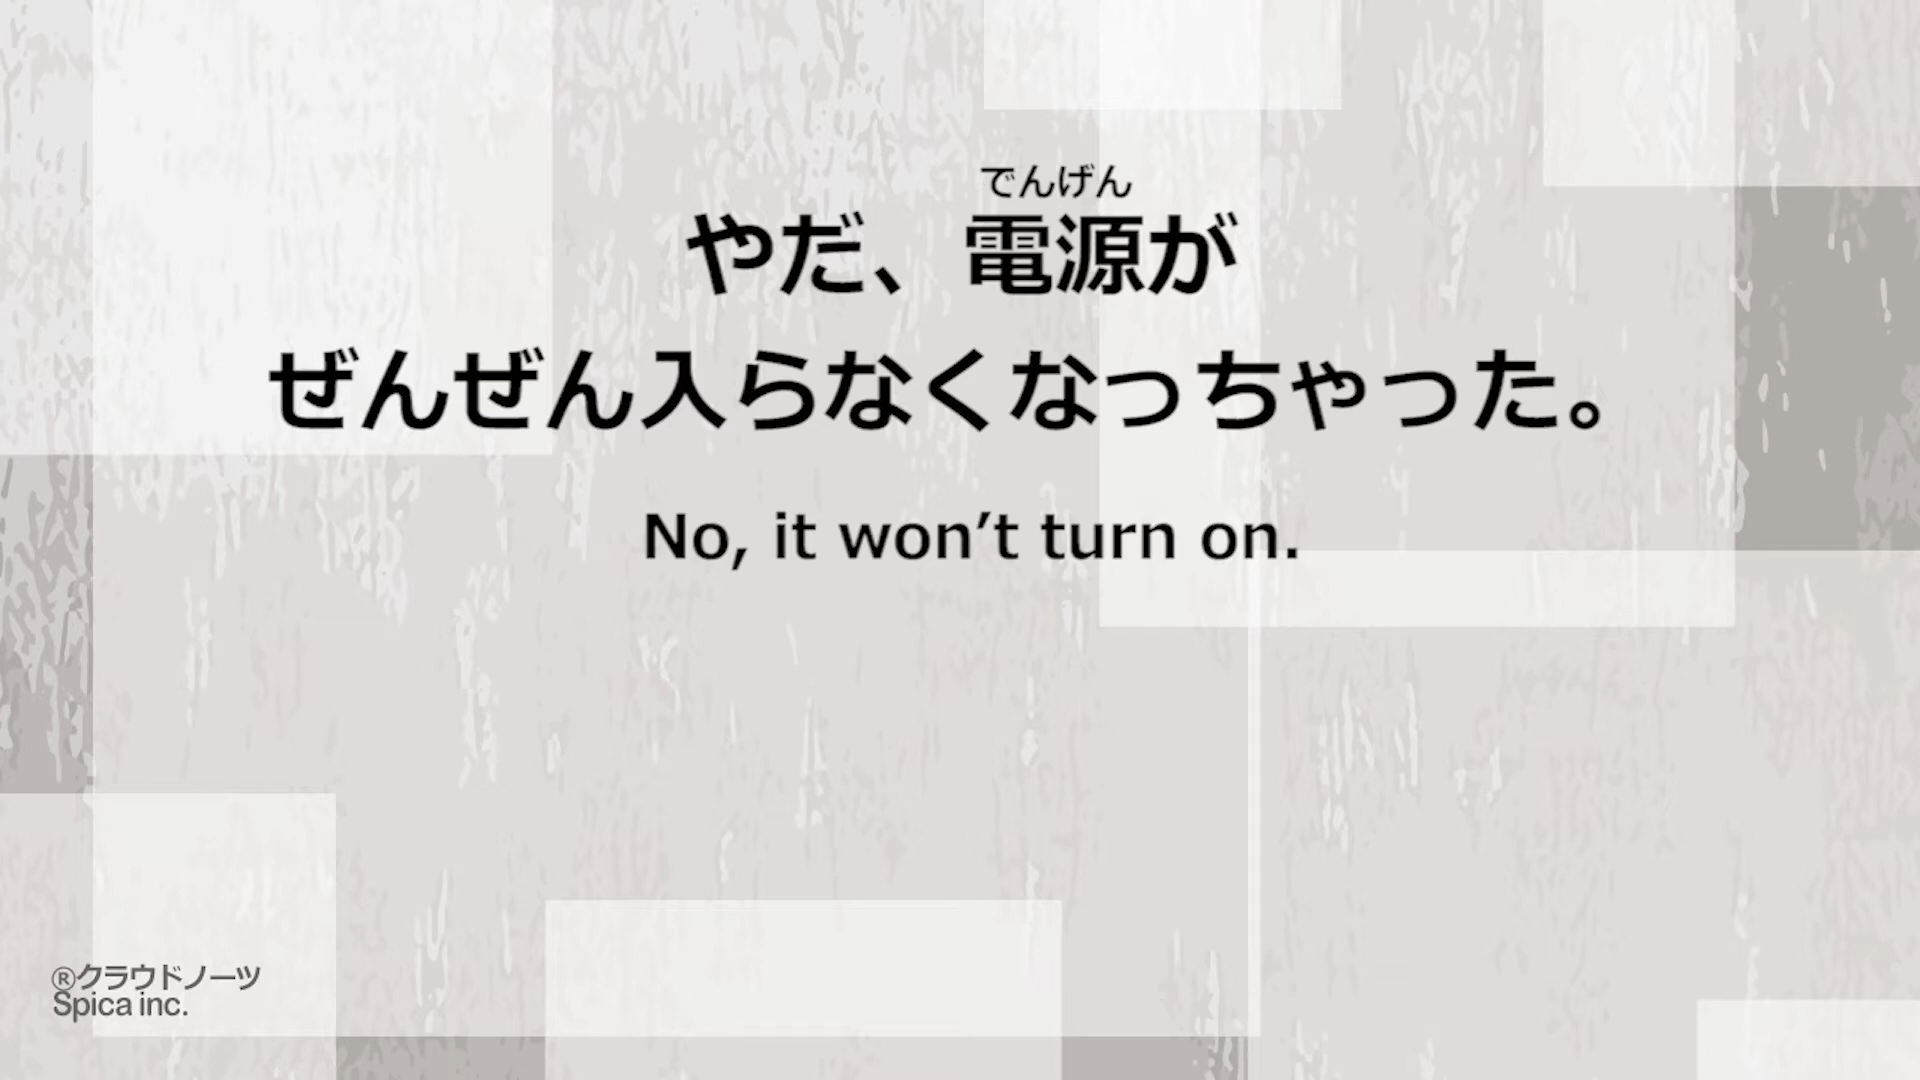 でんげん
やだ、電源が
ぜんぜん入らなくなっちゃった。
No, it won’t turn on.
®クラウドノーツ
Spica inc.